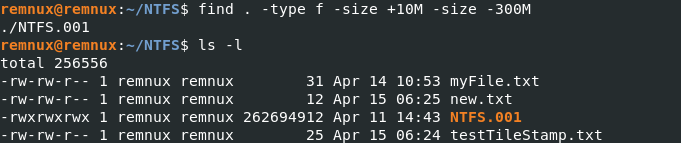 remnux@remnux:~/NTFS$ find . -type f -size +10M -size -300M
./NTFS.001
remnux@remnux:~/NTFS$ ls -l
total 256556
-rw-rw-r-- 1 remnux remnux        31 Apr 14 10:53 myFile.txt
-rw-rw-r-- 1 remnux remnux        12 Apr 15 06:25 new.txt
-rwxrwxrwx 1 remnux remnux 262694912 Apr 11 14:43 NTFS.001
-rw-rw-r-- 1 remnux remnux        25 Apr 15 06:24 testTileStamp.txt